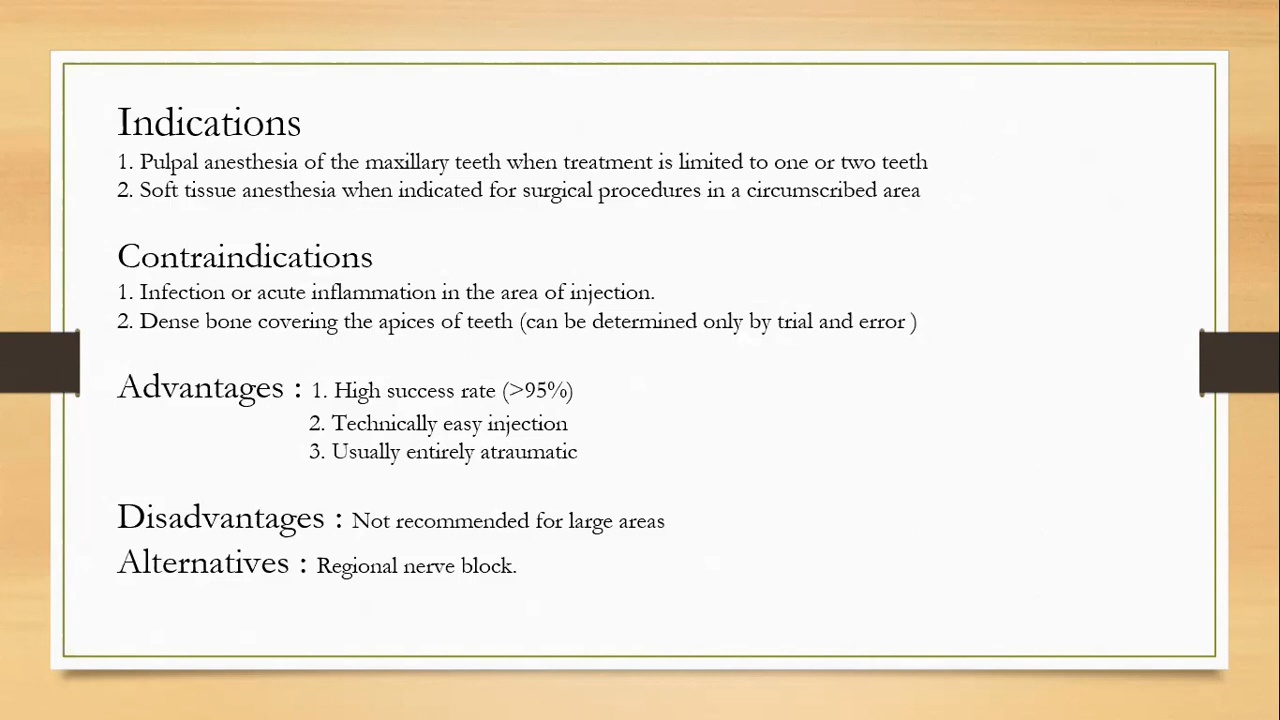 Indications
1. Pulpal anesthesia of the maxillary teeth when treatment is limited to one or two teeth
2. Soft tissue anesthesia when indicated for surgical procedures in a circumscribed area
Contraindications
1. Infection or acute inflammation in the area of injection.
2. Dense bone covering the apices of teeth (can be determined only by trial and error )
Advantages : 1. High success rate (>95%)
2. Technically easy injection
3. Usually entirely atraumatic
Disadvantages : Not recommended for large areas
Alternatives : Regional nerve block.